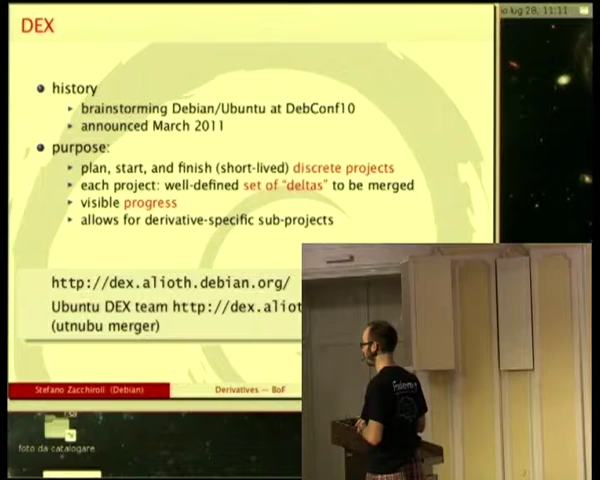 io lug 28, 11:11
DEX
history
brainstorming Debian/Ubuntu at DebConf10
announced March 2011
purpose:
plan, start, and finish (short-lived) discrete projects
each project: well-defined set of "deltas" to be merged
visible progress
allows for derivative-specific sub-projects
http://dex.alioth.debian.org/
Ubuntu DEX team http://dex.aliot
(utnubu merger)
Stefano Zacchiroli (Debian)
Derivatives — BoF
foto da catalogare